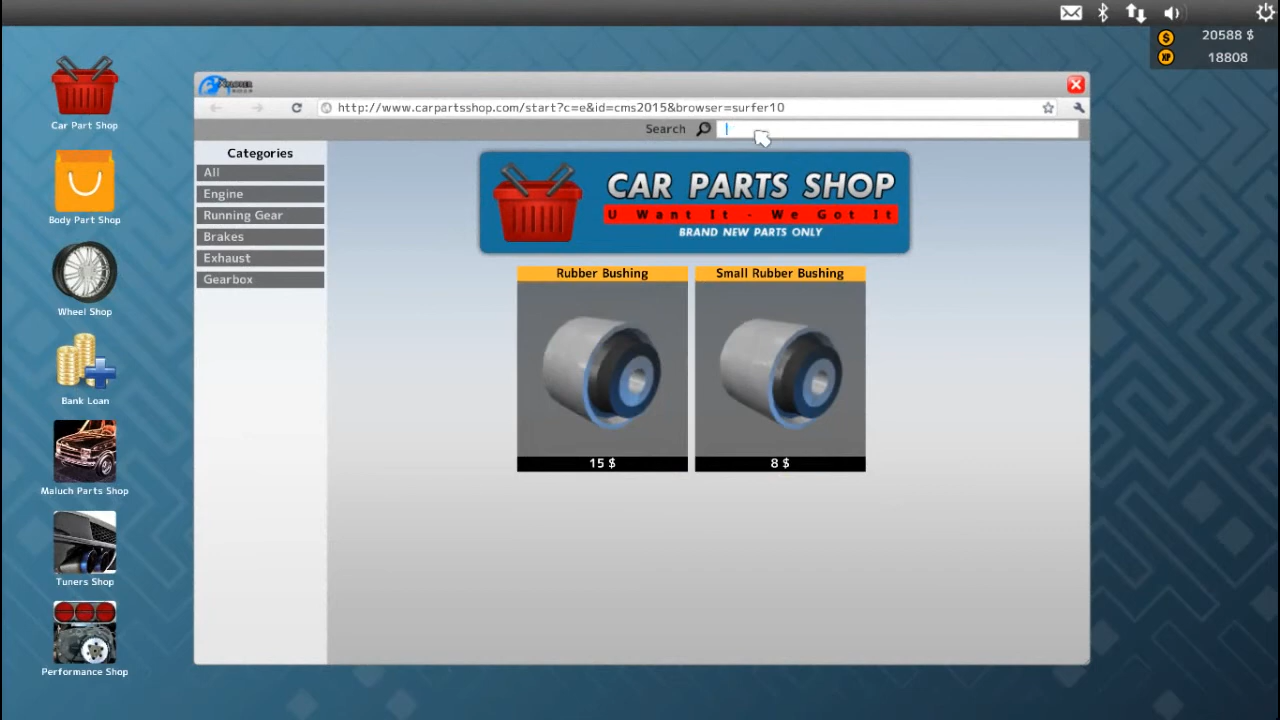 20588 $
18808
http://www.carpartsshop.com/start?c=e&id=cms2015&browser=surfer10
Search
Categories
All
Engine
Running Gear
Brakes
Exhaust
Gearbox
CAR PARTS SHOP
U Want It - We Got It
BRAND NEW PARTS ONLY
Rubber Bushing
Small Rubber Bushing
15 $
8 $
Car Part Shop
Body Part Shop
Wheel Shop
Bank Loan
Maluch Parts Shop
Tuners Shop
Performance Shop